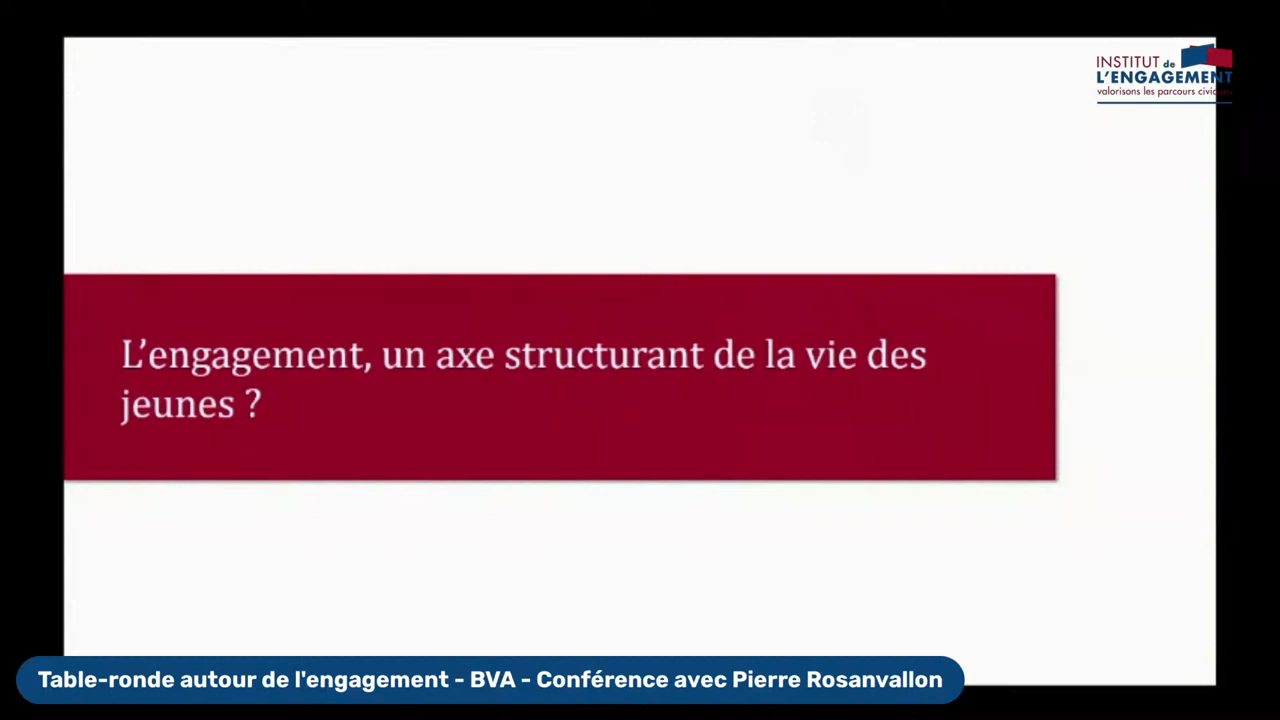 INSTITUT de
L'ENGAGEMENT
valorisons les parcours civiques
L’engagement, un axe structurant de la vie des
jeunes ?
Table-ronde autour de l'engagement - BVA - Conférence avec Pierre Rosanvallon